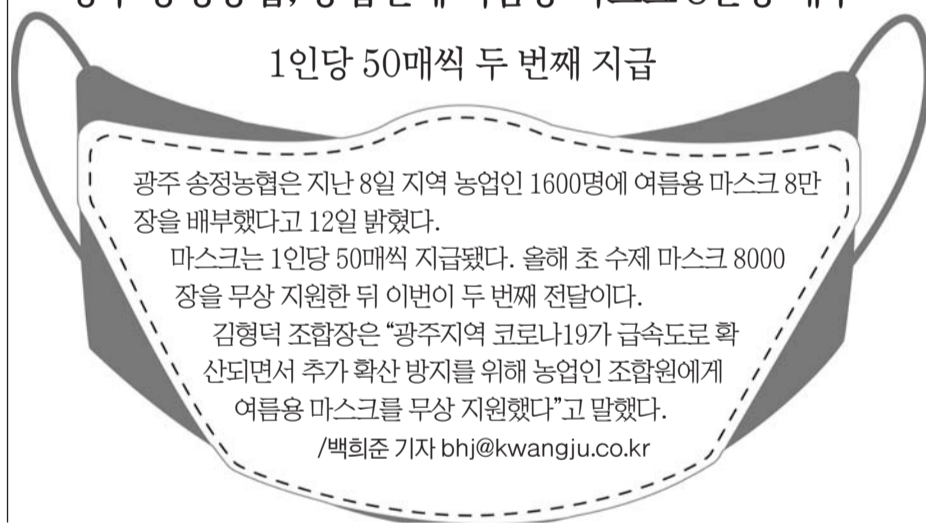 1인당 50매씩 두 번째 지급
광주 송정농협은 지난 8일 지역 농업인 1600명에 여름용 마스크 8만
장을 배부했다고 12일 밝혔다.
마스크는 1인당 50매씩 지급됐다. 올해 초 수제 마스크 8000
장을 무상 지원한 뒤 이번이 두 번째 전달이다.
김형덕 조합장은 “광주지역 코로나19가 급속도로 확
산되면서 추가 확산 방지를 위해 농업인 조합원에게
여름용 마스크를 무상 지원했다”고 말했다.
/백희준 기자 bhj@kwangju.co.kr